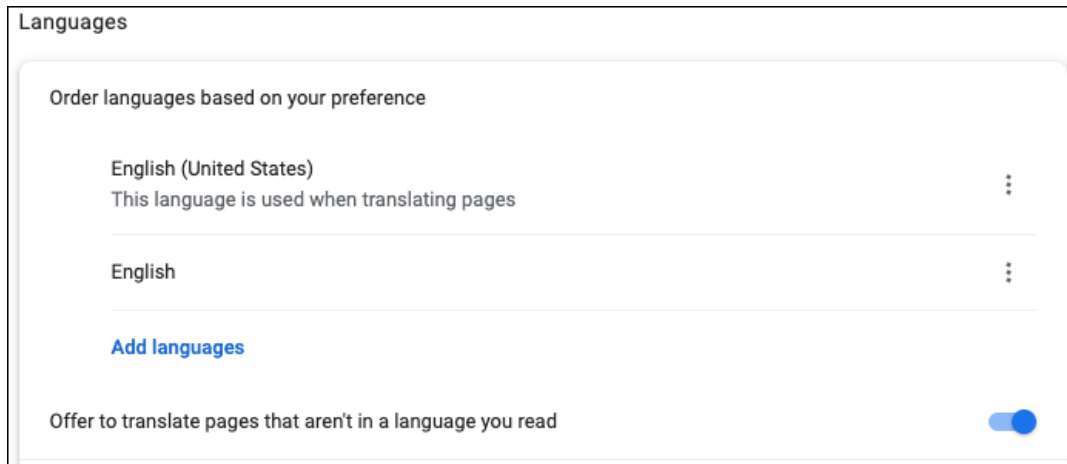 Languages
Order languages based on your preference
English (United States)
This language is used when translating pages
English
Add languages
Offer to translate pages that aren't in a language you read